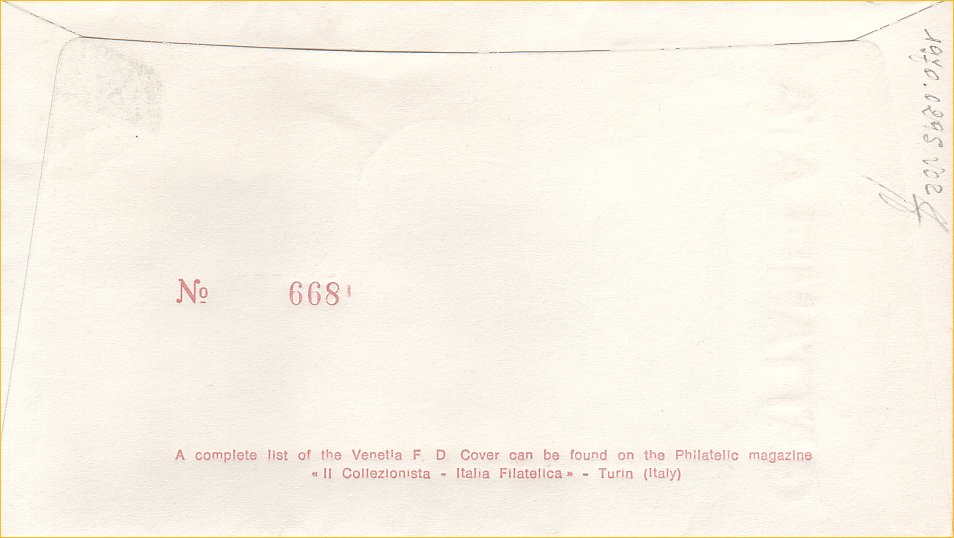 № 668
A complete list of the Venetia F. D. Cover can be found on the Philatelic magazine
« Il Collezionista - Italia Filatelica » - Turin (Italy)